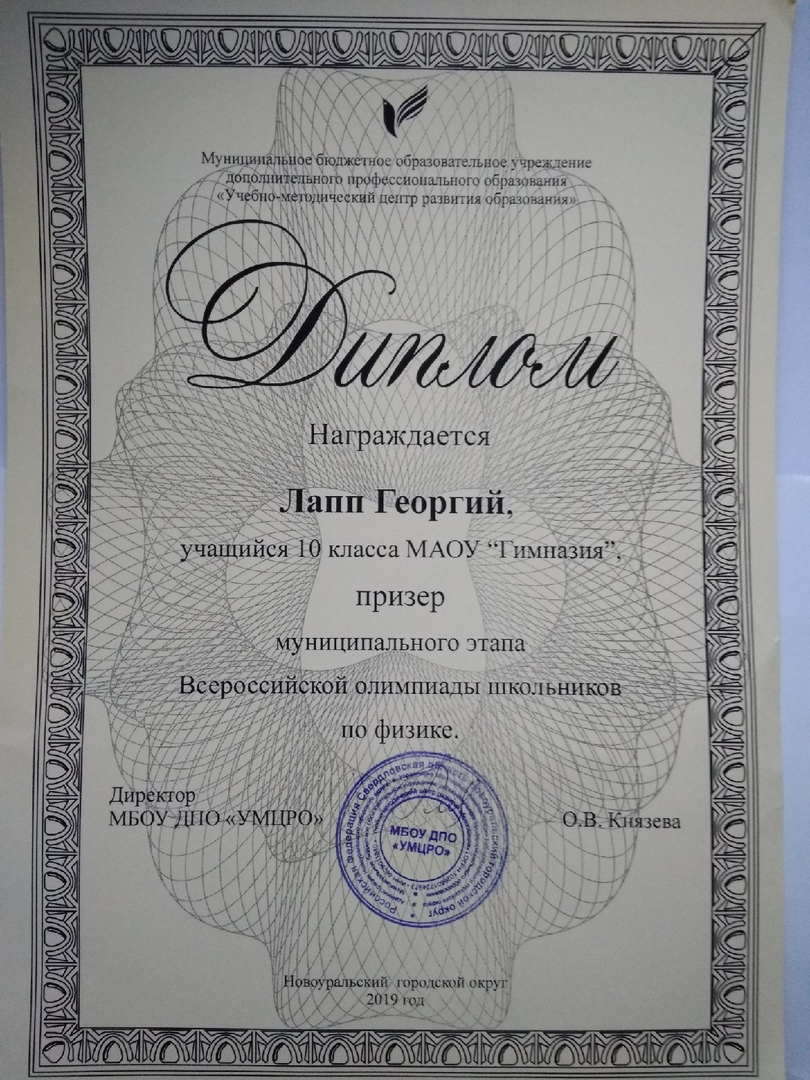 Муниципальное бюджетное образовательное учреждение
дополнительного профессионального образования
«Учебно-методический центр развития образования»
Диплом
Награждается
Лапп Георгий,
учащийся 10 класса МАОУ “Гимназия”,
призер
муниципального этапа
Всероссийской олимпиады школьников
по физике.
Директор
МБОУ ДПО «УМЦРО»
О.В. Князева
Российская Федерация Свердловская область Новоуральский городской округ
МБОУ ДПО
«УМЦРО»
Новоуральский городской округ
2019 год